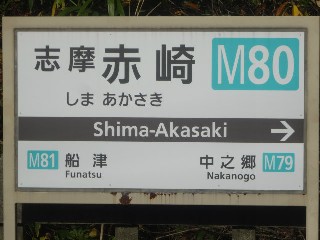 志摩赤崎 M80
しま あかさき
Shima-Akasaki →
M81 船津 中之郷 M79
Funatsu Nakanogo